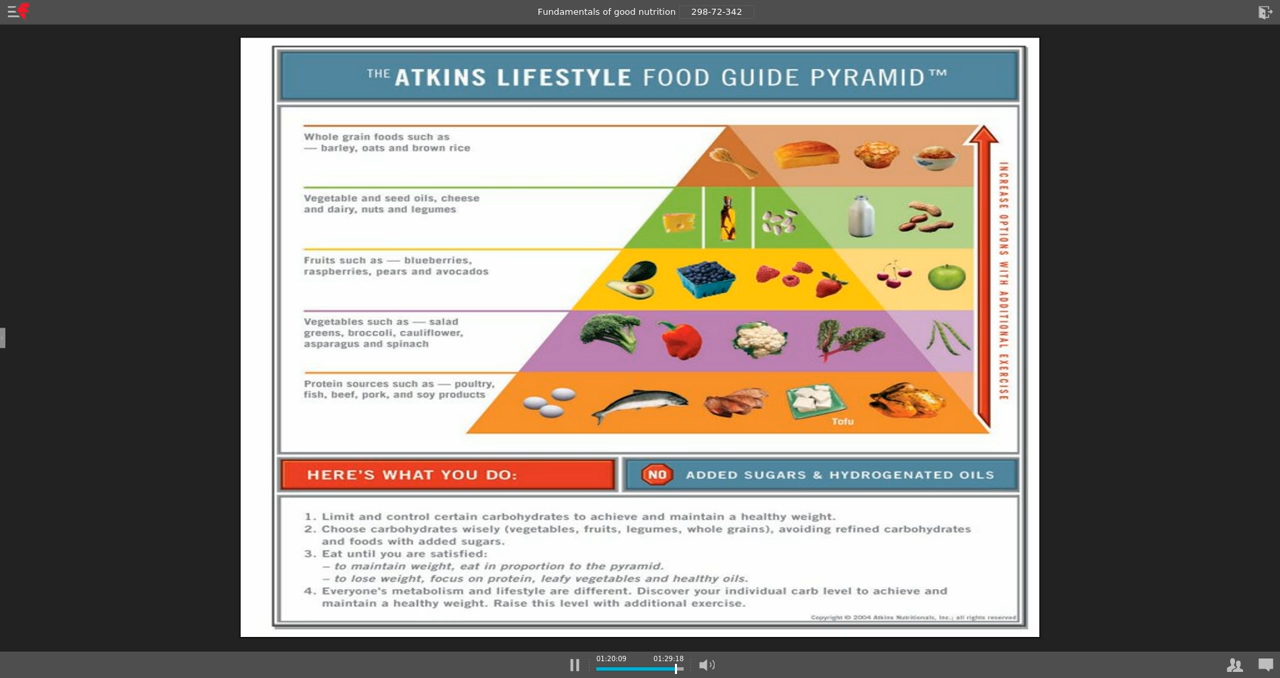 Fundamentals of good nutrition 298-72-342
THE ATKINS LIFESTYLE FOOD GUIDE PYRAMID™
Whole grain foods such as
— barley, oats and brown rice
Vegetable and seed oils, cheese
and dairy, nuts and legumes
Fruits such as — blueberries,
raspberries, pears and avocados
Vegetables such as — salad
greens, broccoli, cauliflower,
asparagus and spinach
Protein sources such as — poultry,
fish, beef, pork, and soy products
Tofu
INCREASE OPTIONS WITH ADDITIONAL EXERCISE
HERE'S WHAT YOU DO:
NO ADDED SUGARS & HYDROGENATED OILS
1. Limit and control certain carbohydrates to achieve and maintain a healthy weight.
2. Choose carbohydrates wisely (vegetables, fruits, legumes, whole grains), avoiding refined carbohydrates
and foods with added sugars.
3. Eat until you are satisfied:
– to maintain weight, eat in proportion to the pyramid.
– to lose weight, focus on protein, leafy vegetables and healthy oils.
4. Everyone's metabolism and lifestyle are different. Discover your individual carb level to achieve and
maintain a healthy weight. Raise this level with additional exercise.
Copyright © 2004 Atkins Nutritionals, Inc.; all rights reserved
01:20:09 01:29:18